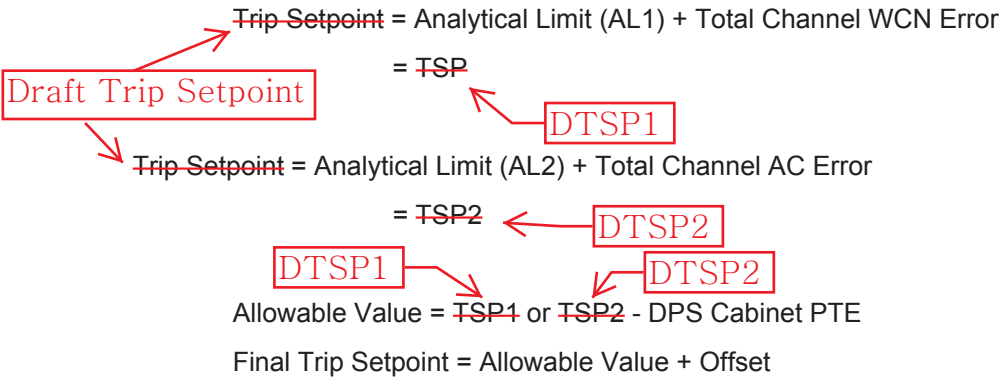 Trip Setpoint = Analytical Limit (AL1) + Total Channel WCN Error
= TSP
Draft Trip Setpoint
DTSP1
Trip Setpoint = Analytical Limit (AL2) + Total Channel AC Error
= TSP2
DTSP2
DTSP1
DTSP2
Allowable Value = TSP1 or TSP2 - DPS Cabinet PTE
Final Trip Setpoint = Allowable Value + Offset